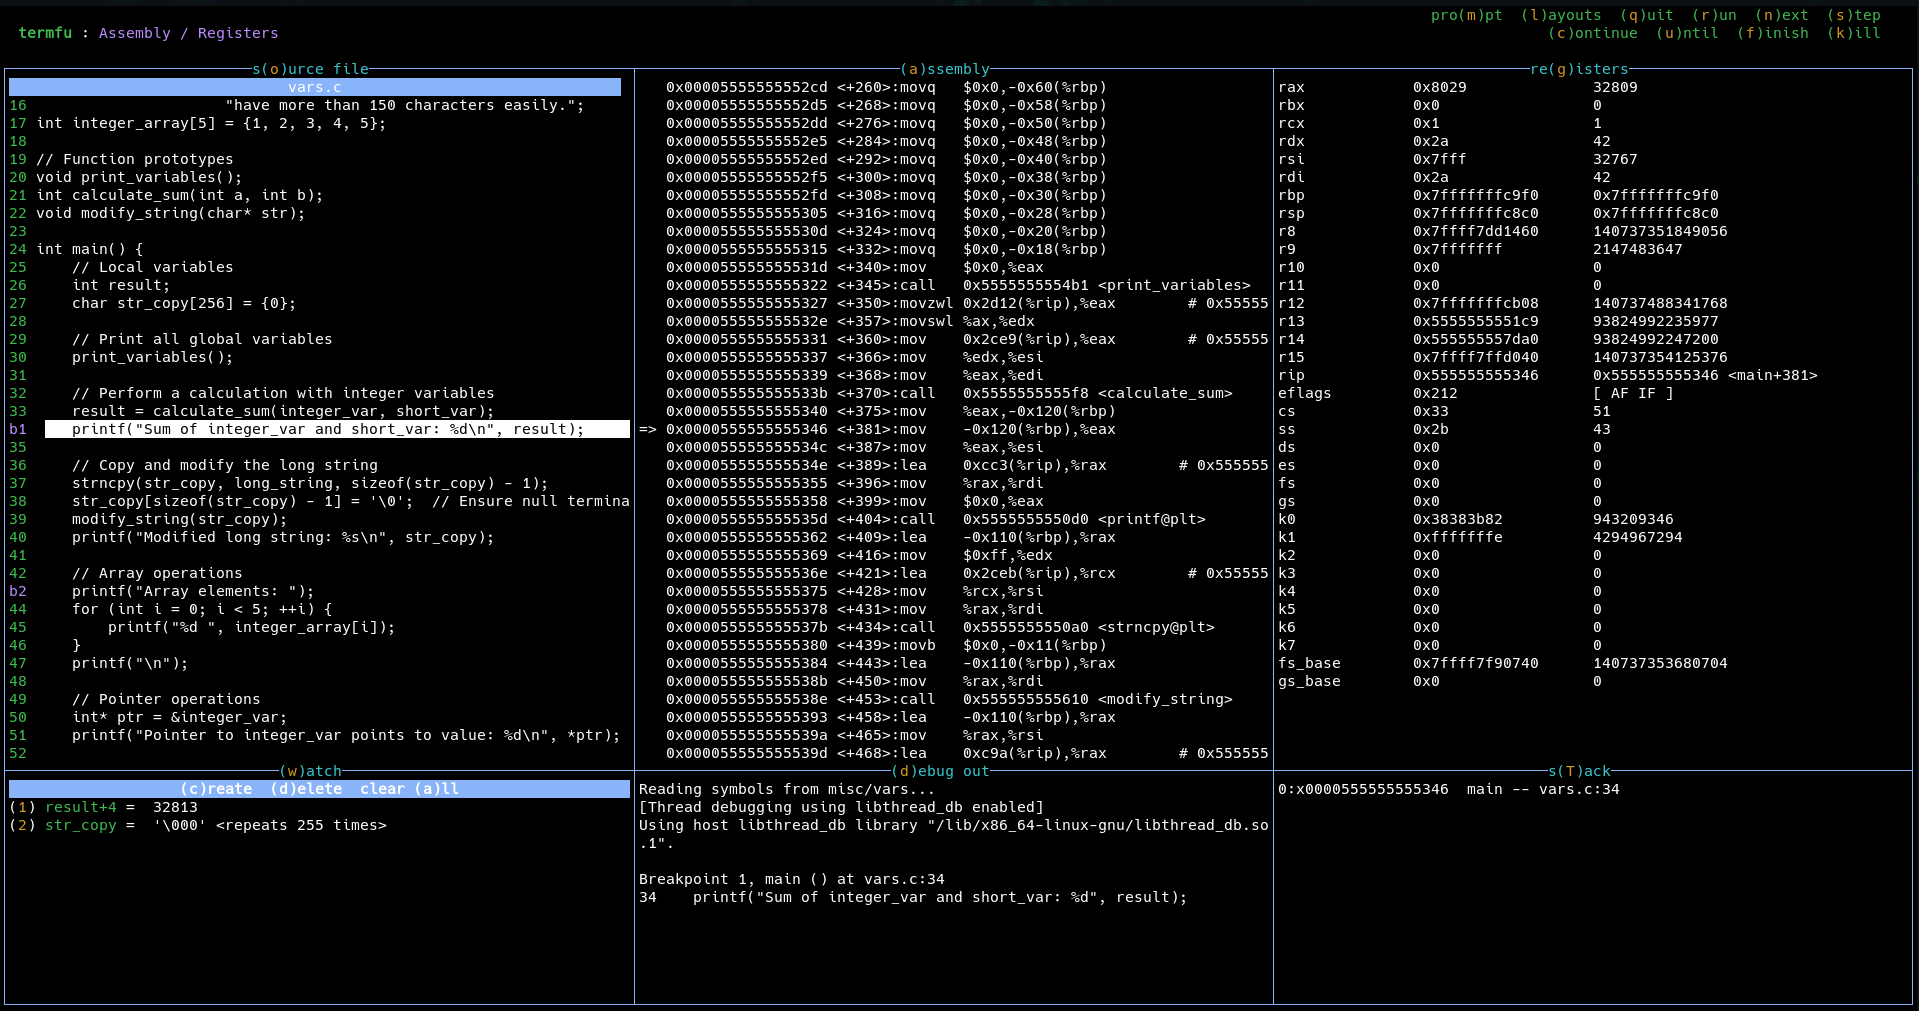 pro(m)pt  (l)ayouts  (q)uit  (r)un  (n)ext  (s)tep
termfu : Assembly / Registers
(c)ontinue  (u)ntil  (f)inish  (k)ill
s(o)urce file
vars.c
16                      "have more than 150 characters easily.";
17 int integer_array[5] = {1, 2, 3, 4, 5};
18
19 // Function prototypes
20 void print_variables();
21 int calculate_sum(int a, int b);
22 void modify_string(char* str);
23
24 int main() {
25     // Local variables
26     int result;
27     char str_copy[256] = {0};
28
29     // Print all global variables
30     print_variables();
31
32     // Perform a calculation with integer variables
33     result = calculate_sum(integer_var, short_var);
b1     printf("Sum of integer_var and short_var: %d\n", result);
35
36     // Copy and modify the long string
37     strncpy(str_copy, long_string, sizeof(str_copy) - 1);
38     str_copy[sizeof(str_copy) - 1] = '\0';  // Ensure null termina
39     modify_string(str_copy);
40     printf("Modified long string: %s\n", str_copy);
41
42     // Array operations
b2     printf("Array elements: ");
44     for (int i = 0; i < 5; ++i) {
45         printf("%d ", integer_array[i]);
46     }
47     printf("\n");
48
49     // Pointer operations
50     int* ptr = &integer_var;
51     printf("Pointer to integer_var points to value: %d\n", *ptr);
52
(a)ssembly
0x00005555555552cd <+260>:movq   $0x0,-0x60(%rbp)
0x00005555555552d5 <+268>:movq   $0x0,-0x58(%rbp)
0x00005555555552dd <+276>:movq   $0x0,-0x50(%rbp)
0x00005555555552e5 <+284>:movq   $0x0,-0x48(%rbp)
0x00005555555552ed <+292>:movq   $0x0,-0x40(%rbp)
0x00005555555552f5 <+300>:movq   $0x0,-0x38(%rbp)
0x00005555555552fd <+308>:movq   $0x0,-0x30(%rbp)
0x0000555555555305 <+316>:movq   $0x0,-0x28(%rbp)
0x000055555555530d <+324>:movq   $0x0,-0x20(%rbp)
0x0000555555555315 <+332>:movq   $0x0,-0x18(%rbp)
0x000055555555531d <+340>:mov    $0x0,%eax
0x0000555555555322 <+345>:call   0x5555555554b1 <print_variables>
0x0000555555555327 <+350>:movzwl 0x2d12(%rip),%eax        # 0x55555
0x000055555555532e <+357>:movswl %ax,%edx
0x0000555555555331 <+360>:mov    0x2ce9(%rip),%eax        # 0x55555
0x0000555555555337 <+366>:mov    %edx,%esi
0x0000555555555339 <+368>:mov    %eax,%edi
0x000055555555533b <+370>:call   0x5555555555f8 <calculate_sum>
0x0000555555555340 <+375>:mov    %eax,-0x120(%rbp)
=> 0x0000555555555346 <+381>:mov    -0x120(%rbp),%eax
0x000055555555534c <+387>:mov    %eax,%esi
0x000055555555534e <+389>:lea    0xcc3(%rip),%rax        # 0x555555
0x0000555555555355 <+396>:mov    %rax,%rdi
0x0000555555555358 <+399>:mov    $0x0,%eax
0x000055555555535d <+404>:call   0x5555555550d0 <printf@plt>
0x0000555555555362 <+409>:lea    -0x110(%rbp),%rax
0x0000555555555369 <+416>:mov    $0xff,%edx
0x000055555555536e <+421>:lea    0x2ceb(%rip),%rcx        # 0x55555
0x0000555555555375 <+428>:mov    %rcx,%rsi
0x0000555555555378 <+431>:mov    %rax,%rdi
0x000055555555537b <+434>:call   0x5555555550a0 <strncpy@plt>
0x0000555555555380 <+439>:movb   $0x0,-0x11(%rbp)
0x0000555555555384 <+443>:lea    -0x110(%rbp),%rax
0x000055555555538b <+450>:mov    %rax,%rdi
0x000055555555538e <+453>:call   0x555555555610 <modify_string>
0x0000555555555393 <+458>:lea    -0x110(%rbp),%rax
0x000055555555539a <+465>:mov    %rax,%rsi
0x000055555555539d <+468>:lea    0xc9a(%rip),%rax        # 0x555555
re(g)isters
rax            0x8029              32809
rbx            0x0                 0
rcx            0x1                 1
rdx            0x2a                42
rsi            0x7fff              32767
rdi            0x2a                42
rbp            0x7fffffffc9f0      0x7fffffffc9f0
rsp            0x7fffffffc8c0      0x7fffffffc8c0
r8             0x7ffff7dd1460      140737351849056
r9             0x7fffffff          2147483647
r10            0x0                 0
r11            0x0                 0
r12            0x7fffffffcb08      140737488341768
r13            0x5555555551c9      93824992235977
r14            0x555555557da0      93824992247200
r15            0x7ffff7ffd040      140737354125376
rip            0x555555555346      0x555555555346 <main+381>
eflags         0x212               [ AF IF ]
cs             0x33                51
ss             0x2b                43
ds             0x0                 0
es             0x0                 0
fs             0x0                 0
gs             0x0                 0
k0             0x38383b82          943209346
k1             0xfffffffe          4294967294
k2             0x0                 0
k3             0x0                 0
k4             0x0                 0
k5             0x0                 0
k6             0x0                 0
k7             0x0                 0
fs_base        0x7ffff7f90740      140737353680704
gs_base        0x0                 0
(w)atch
(c)reate  (d)elete  clear (a)ll
(1) result+4 =  32813
(2) str_copy =  '\000' <repeats 255 times>
(d)ebug out
Reading symbols from misc/vars...
[Thread debugging using libthread_db enabled]
Using host libthread_db library "/lib/x86_64-linux-gnu/libthread_db.so
.1".
Breakpoint 1, main () at vars.c:34
34    printf("Sum of integer_var and short_var: %d", result);
s(T)ack
0:x0000555555555346  main -- vars.c:34